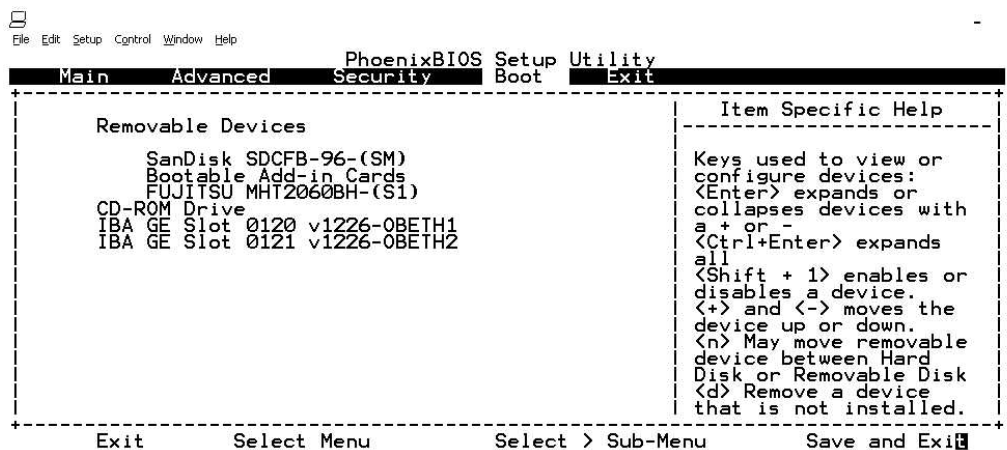 File Edit Setup Control Window Help
PhoenixBIOS Setup Utility
Main Advanced Security Boot Exit
Item Specific Help
Removable Devices
SanDisk SDCFB-96-(SM)
Bootable Add-in Cards
FUJITSU MHT2060BH-(S1)
CD-ROM Drive
IBA GE Slot 0120 v1226-OBETH1
IBA GE Slot 0121 v1226-OBETH2
Keys used to view or
configure devices:
<Enter> expands or
collapses devices with
a + or -
<Ctrl+Enter> expands
all
<Shift + 1> enables or
disables a device.
<+> and <-> moves the
device up or down.
<n> May move removable
device between Hard
Disk or Removable Disk
<d> Remove a device
that is not installed.
Exit Select Menu Select > Sub-Menu Save and Exit